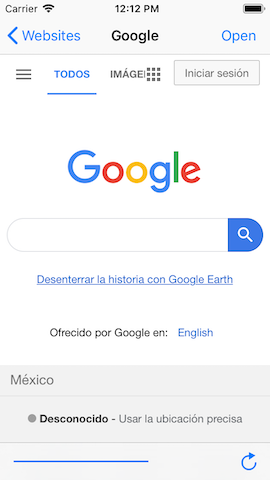 Carrier 12:12 PM
Websites Google Open
TODOS IMÁGE Iniciar sesión
Google
Desenterrar la historia con Google Earth
Ofrecido por Google en: English
México
Desconocido - Usar la ubicación precisa